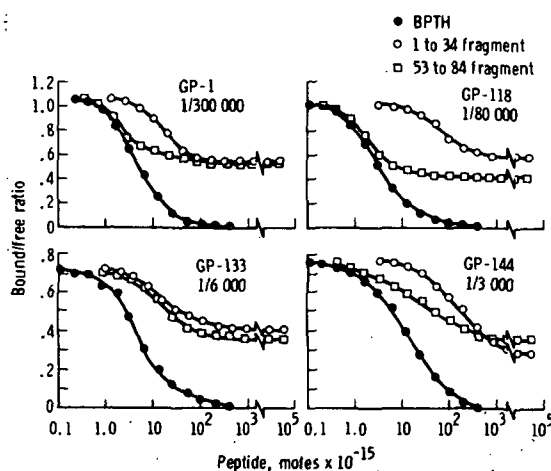 ● BPTH
○ 1 to 34 fragment
□ 53 to 84 fragment
GP-1
1/300 000
GP-118
1/80 000
GP-133
1/6 000
GP-144
1/3 000
Bound/free ratio
1.2
1.0
.8
.6
.4
.2
0
.8
.6
.4
.2
0
0.1 1.0 10 10² 10³ 10⁵
0.1 1.0 10 10² 10³ 10⁵
Peptide, moles x 10⁻¹⁵